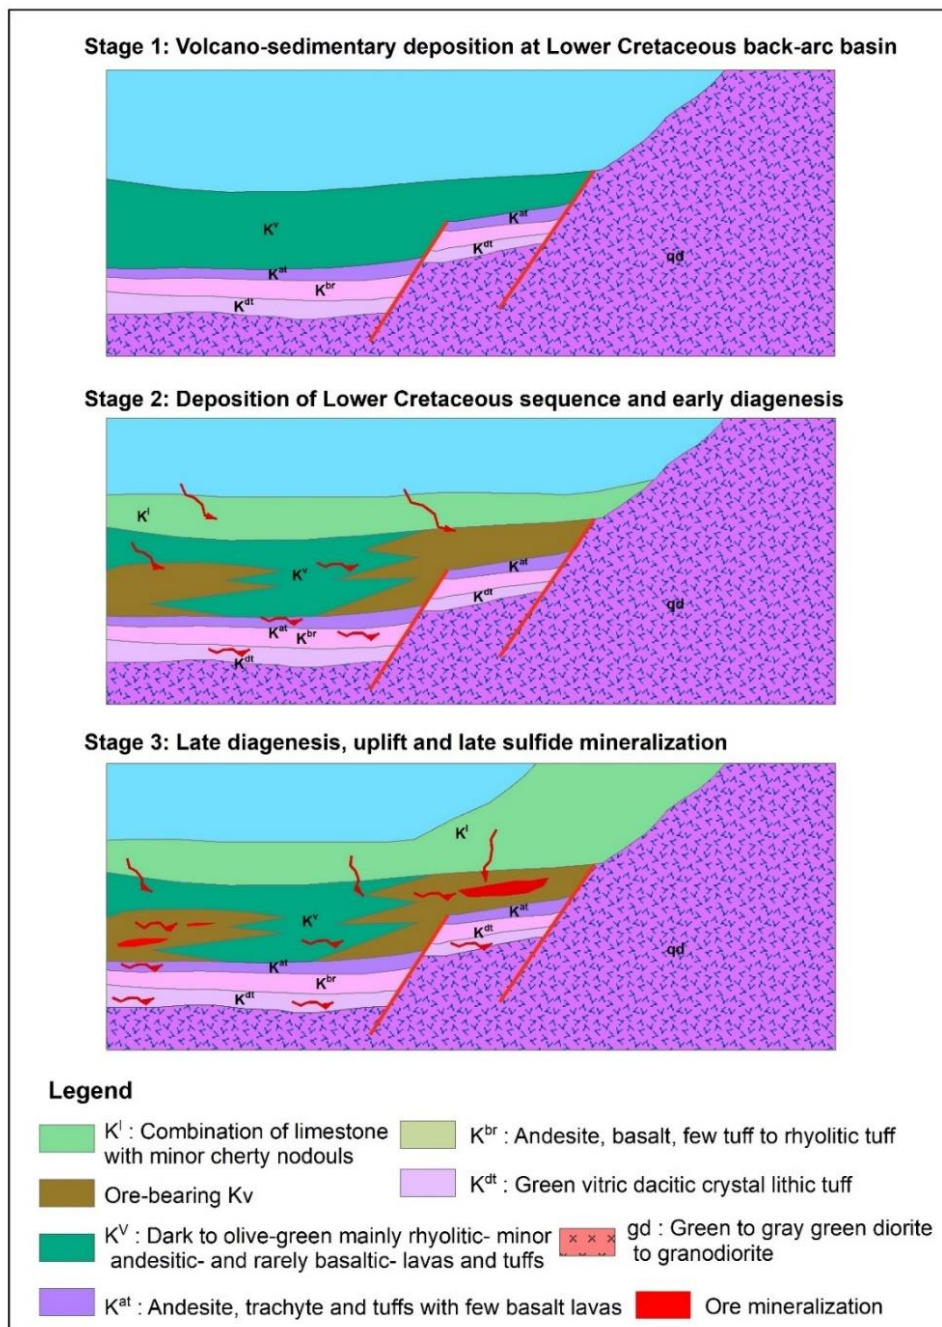 Stage 1: Volcano-sedimentary deposition at Lower Cretaceous back-arc basin
Kᵛ
Kᵃᵗ
Kᵃᵗ
Kᵇʳ
Kᵈᵗ
Kᵈᵗ
qd
Stage 2: Deposition of Lower Cretaceous sequence and early diagenesis
Kˡ
Kᵛ
Kᵃᵗ
Kᵃᵗ
Kᵇʳ
Kᵈᵗ
Kᵈᵗ
qd
Stage 3: Late diagenesis, uplift and late sulfide mineralization
Kˡ
Kᵛ
Kᵃᵗ
Kᵃᵗ
Kᵇʳ
Kᵈᵗ
Kᵈᵗ
qd
Legend
Kˡ : Combination of limestone
with minor cherty nodouls
Ore-bearing Kv
Kⱽ : Dark to olive-green mainly rhyolitic- minor
andesitic- and rarely basaltic- lavas and tuffs
Kᵃᵗ : Andesite, trachyte and tuffs with few basalt lavas
Kᵇʳ : Andesite, basalt, few tuff to rhyolitic tuff
Kᵈᵗ : Green vitric dacitic crystal lithic tuff
gd : Green to gray green diorite
to granodiorite
Ore mineralization